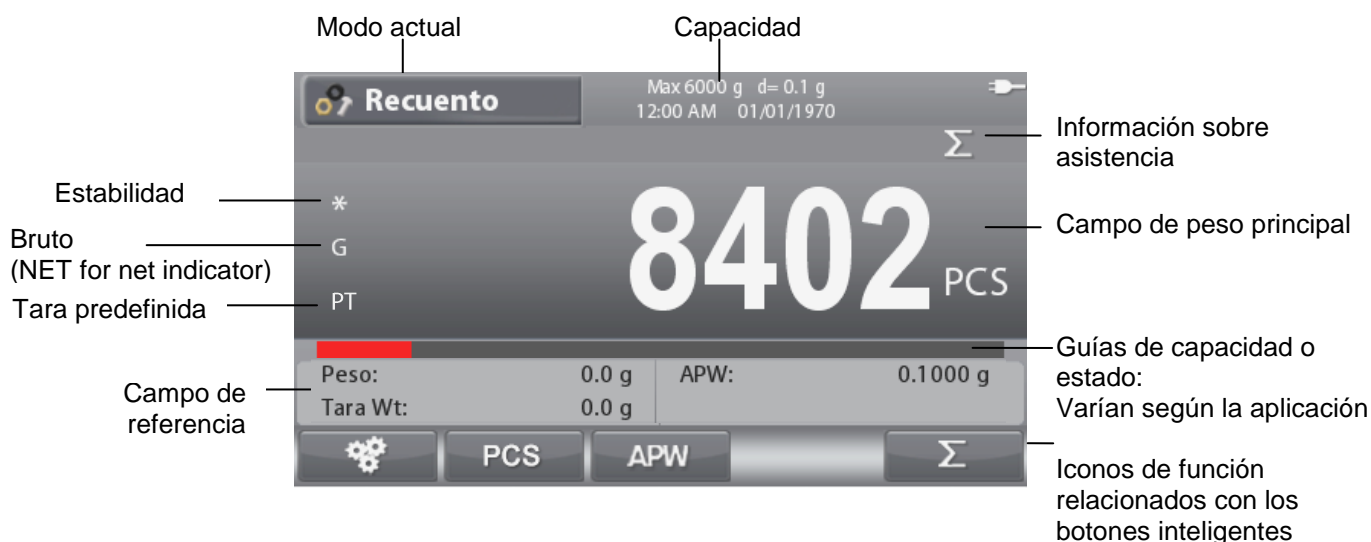 Modo actual
Capacidad
Recuento
Max 6000 g d= 0.1 g
12:00 AM 01/01/1970
Σ
Información sobre
asistencia
Estabilidad
*
8402
PCS
Campo de peso principal
Bruto
(NET for net indicator)
G
Tara predefinida
PT
Guías de capacidad o
estado:
Varían según la aplicación
Campo de
referencia
Peso: 0.0 g
Tara Wt: 0.0 g
APW: 0.1000 g
PCS
APW
Σ
Iconos de función
relacionados con los
botones inteligentes